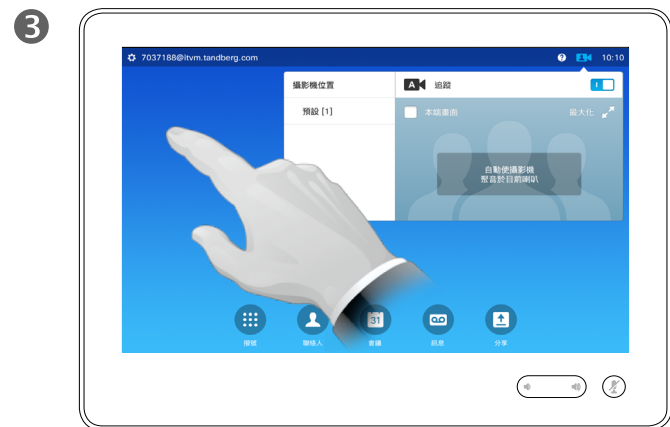 3
7037188@itvm.tandberg.com
? 10:10
攝影機位置
A 追蹤
預設 [1]
本端畫面 最大化
自動使攝影機
聚音於目前喇叭
31
撥號 聯絡人 會議 訊息 分享